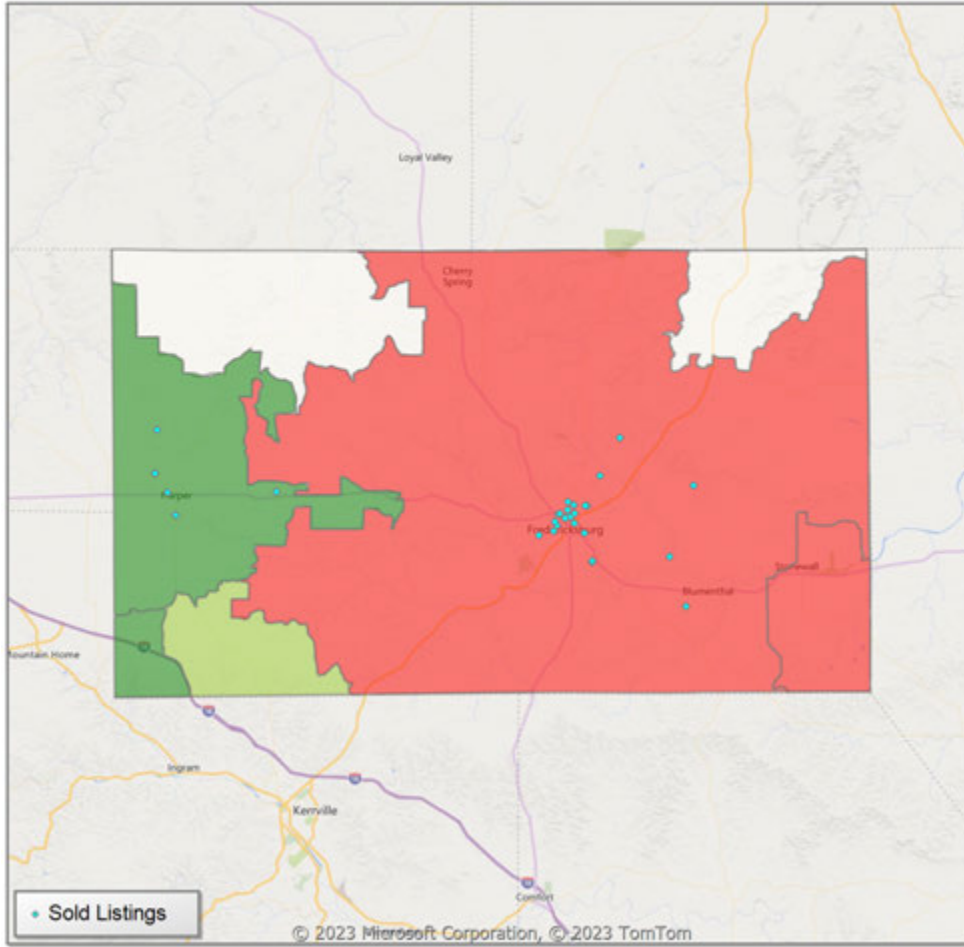 Loyal Valley
Cherry
Spring
Harper
Fredericksburg
Stonewall
Blumenthal
Mountain Home
Ingram
Kerrville
Comfort
Sold Listings
© 2023 Microsoft Corporation, © 2023 TomTom